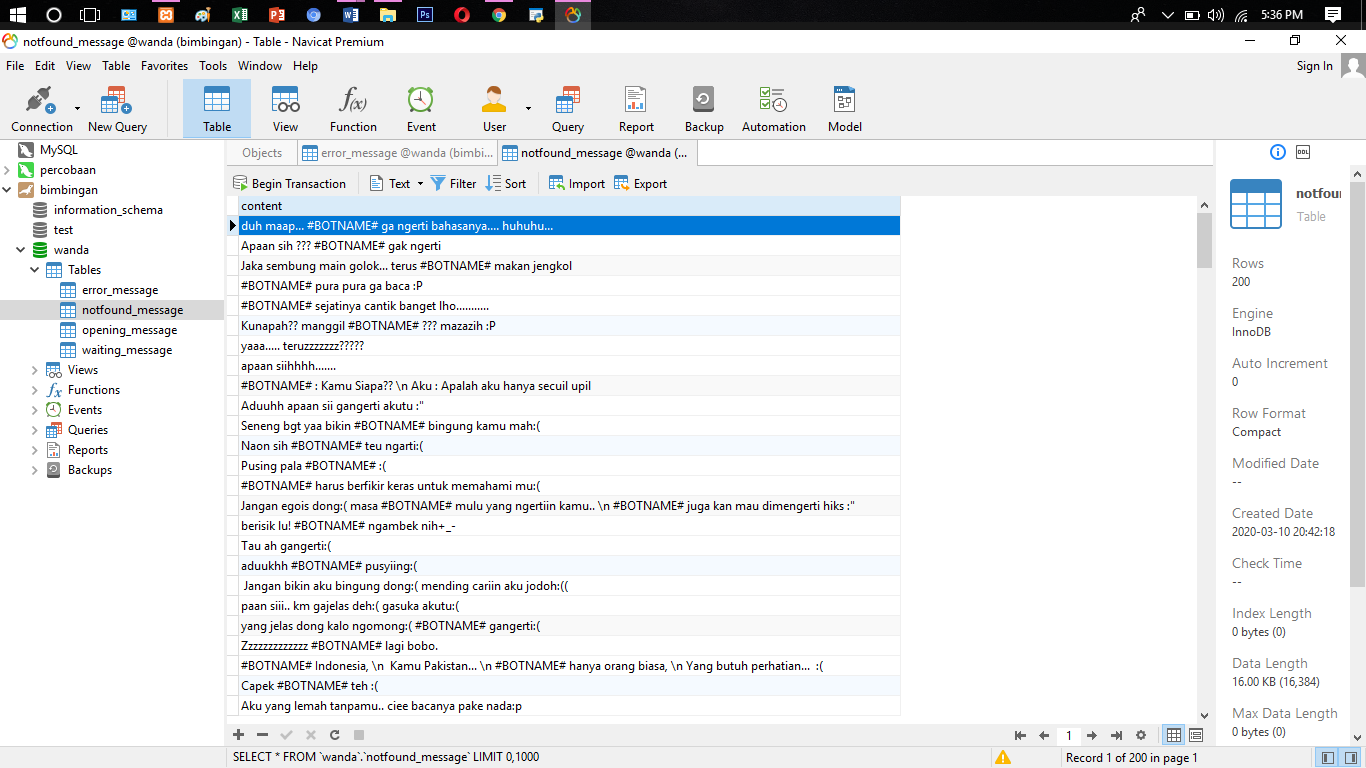 5:36 PM
notfound_message @wanda (bimbingan) - Table - Navicat Premium
File Edit View Table Favorites Tools Window Help Sign In
Connection New Query Table View Function Event User Query Report Backup Automation Model
MySQL
percobaan
bimbingan
information_schema
test
wanda
Tables
error_message
notfound_message
opening_message
waiting_message
Views
Functions
Events
Queries
Reports
Backups
Objects error_message @wanda (bimbi... notfound_message @wanda (...
Begin Transaction Text Filter Sort Import Export
content
duh maap... #BOTNAME# ga ngerti bahasanya.... huhuhu...
Apaan sih ??? #BOTNAME# gak ngerti
Jaka sembung main golok... terus #BOTNAME# makan jengkol
#BOTNAME# pura pura ga baca :P
#BOTNAME# sejatinya cantik banget lho...........
Kunapah?? manggil #BOTNAME# ??? mazazih :P
yaaa..... teruzzzzzzz?????
apaan siihhhh.......
#BOTNAME# : Kamu Siapa?? \n Aku : Apalah aku hanya secuil upil
Aduuhh apaan sii gangerti akutu :"
Seneng bgt yaa bikin #BOTNAME# bingung kamu mah:(
Naon sih #BOTNAME# teu ngarti:(
Pusing pala #BOTNAME# :(
#BOTNAME# harus berfikir keras untuk memahami mu:(
Jangan egois dong:( masa #BOTNAME# mulu yang ngertiin kamu.. \n #BOTNAME# juga kan mau dimengerti hiks :"
berisik lu! #BOTNAME# ngambek nih+_-
Tau ah gangerti:(
aduukhh #BOTNAME# pusyiing:(
Jangan bikin aku bingung dong:( mending cariin aku jodoh:((
paan siii.. km gajelas deh:( gasuka akutu:(
yang jelas dong kalo ngomong:( #BOTNAME# gangerti:(
Zzzzzzzzzzzzz #BOTNAME# lagi bobo.
#BOTNAME# Indonesia, \n  Kamu Pakistan... \n #BOTNAME# hanya orang biasa, \n Yang butuh perhatian...  :(
Capek #BOTNAME# teh :(
Aku yang lemah tanpamu.. ciee bacanya pake nada:p
1
SELECT * FROM `wanda`.`notfound_message` LIMIT 0,1000
Record 1 of 200 in page 1
DDL
notfou
Table
Rows
200
Engine
InnoDB
Auto Increment
0
Row Format
Compact
Modified Date
--
Created Date
2020-03-10 20:42:18
Check Time
--
Index Length
0 bytes (0)
Data Length
16.00 KB (16,384)
Max Data Length
0 bytes (0)